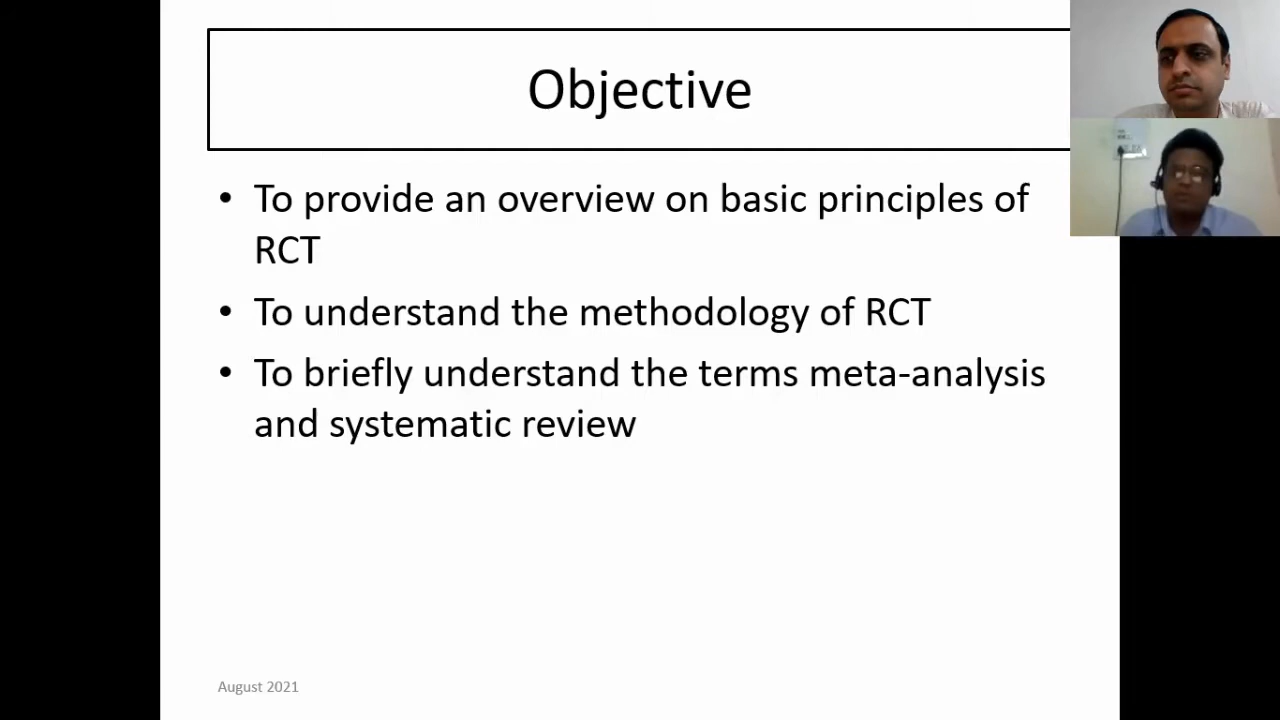 Objective
• To provide an overview on basic principles of
RCT
• To understand the methodology of RCT
• To briefly understand the terms meta-analysis
and systematic review
August 2021